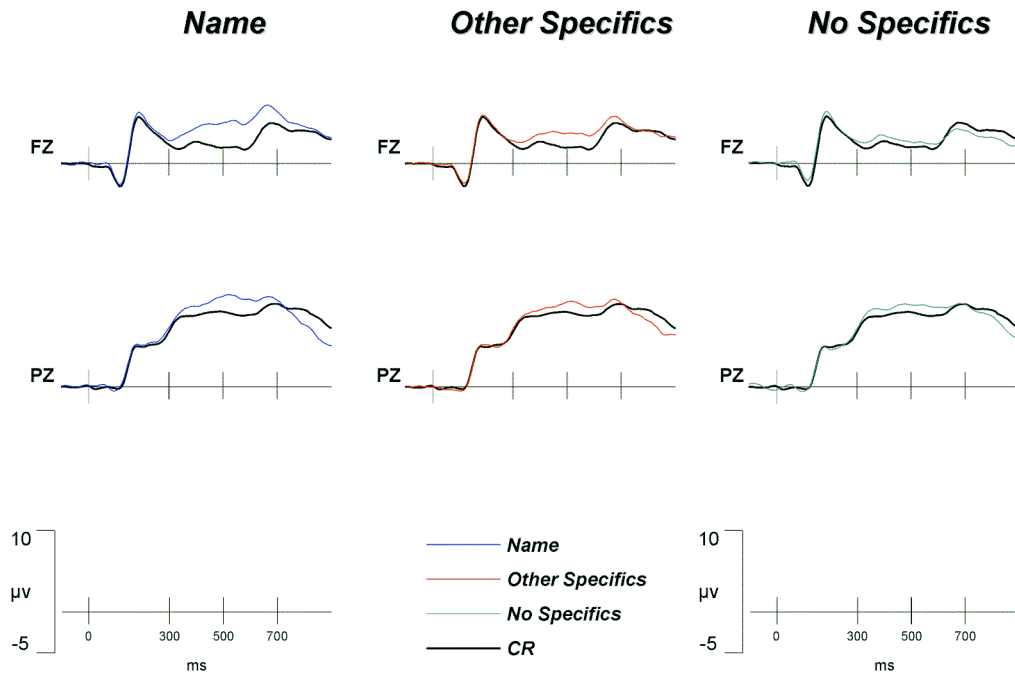 Name Other Specifics No Specifics
FZ FZ FZ
PZ PZ PZ
10
µv
-5
0 300 500 700
ms
Name
Other Specifics
No Specifics
CR
10
µv
-5
0 300 500 700
ms